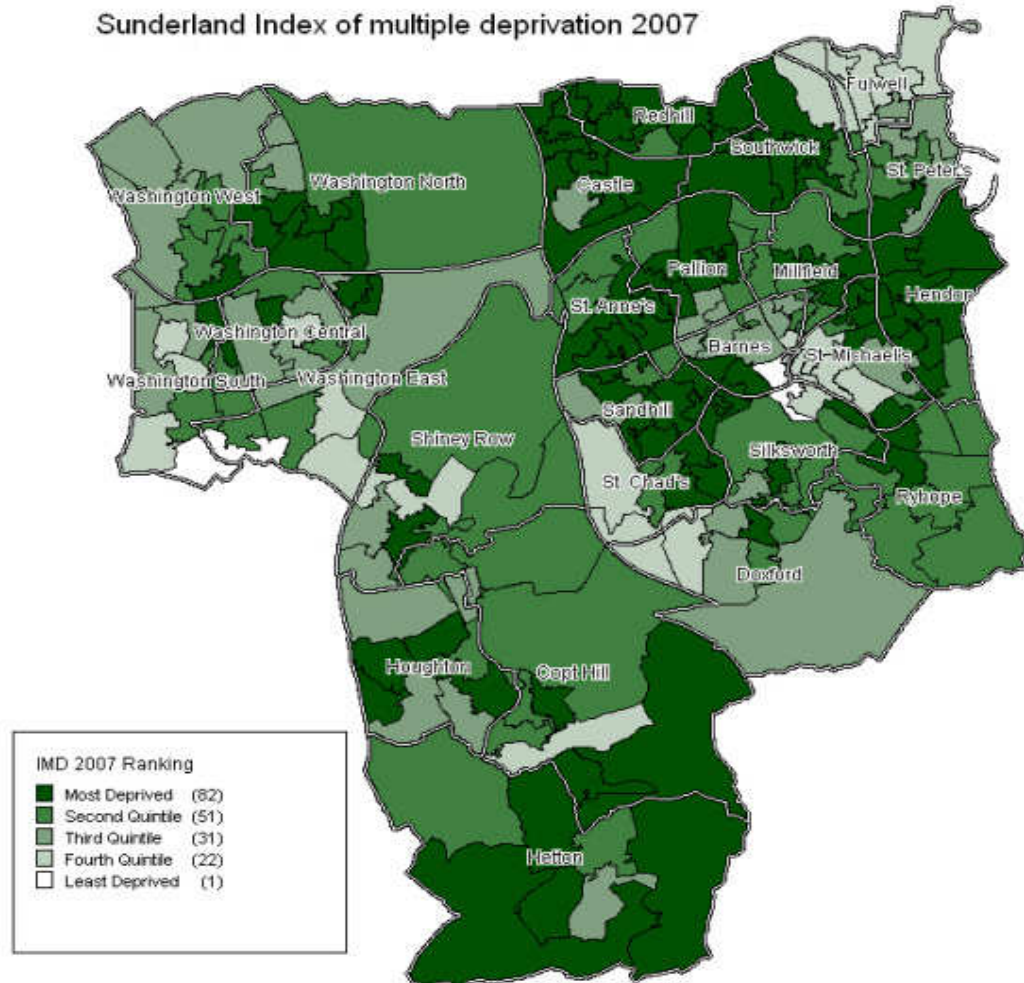 Sunderland Index of multiple deprivation 2007
Fulwell
Redhill
Southwick
St. Peter's
Castle
Washington North
Washington West
Pallion
Millfield
Hendon
St. Anne's
Washington Central
Barnes
St. Michael's
Washington South
Washington East
Sandhill
Shiney Row
Silksworth
St. Chad's
Ryhope
Doxford
Houghton
Copt Hill
Hetton
IMD 2007 Ranking
Most Deprived (82)
Second Quintile (51)
Third Quintile (31)
Fourth Quintile (22)
Least Deprived (1)